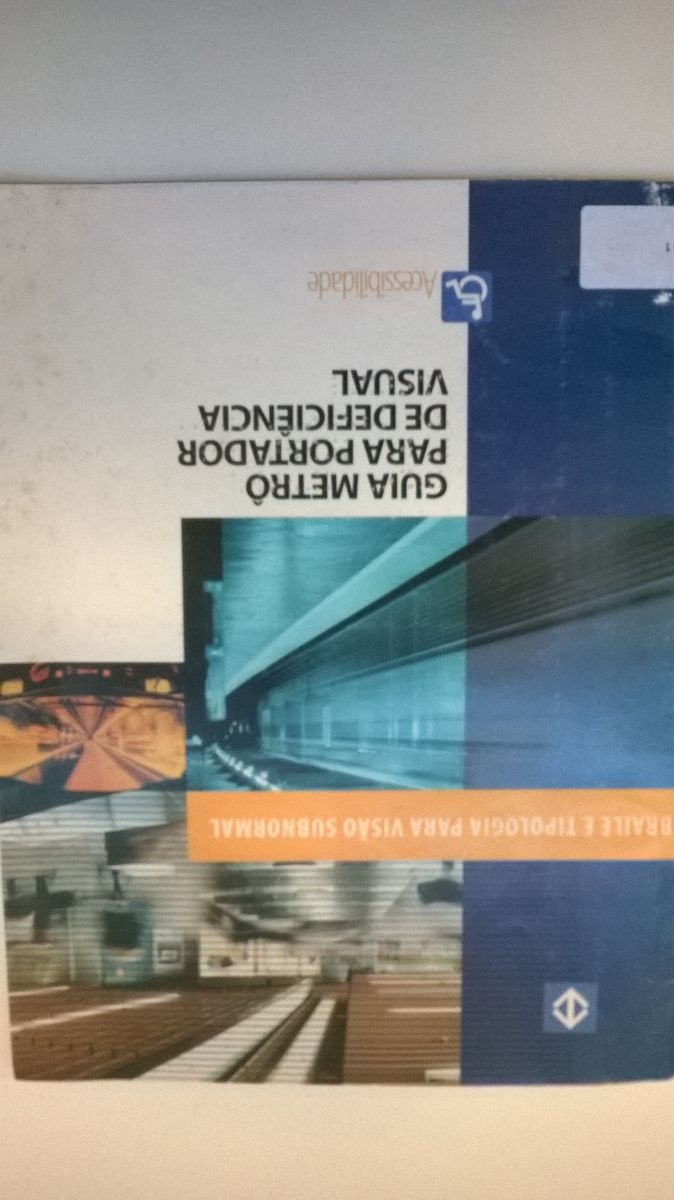 BRAILE E TIPOLOGIA PARA VISÃO SUBNORMAL
GUIA METRÔ
PARA PORTADOR
DE DEFICIÊNCIA
VISUAL
Acessibilidade